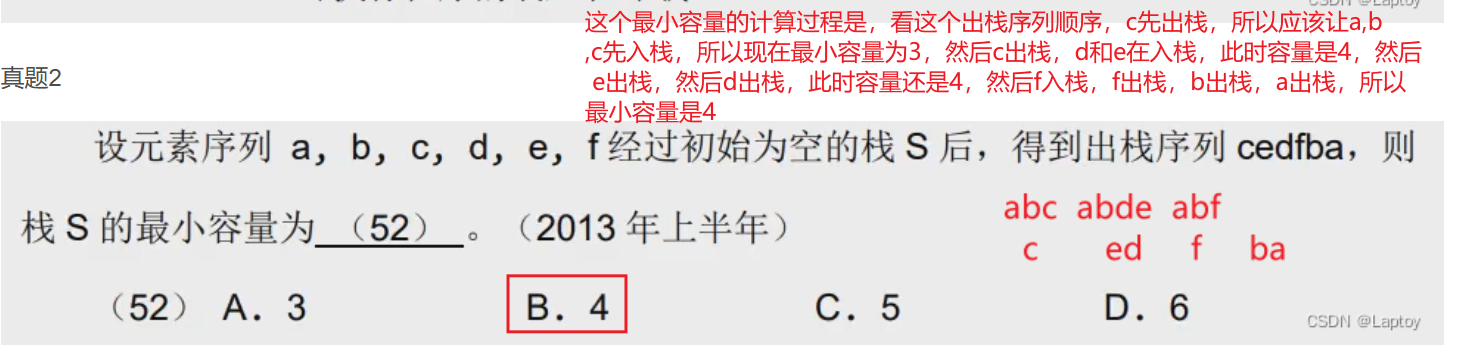 CSDN @Laptoy
这个最小容量的计算过程是，看这个出栈序列顺序，c先出栈，所以应该让a,b
,c先入栈，所以现在最小容量为3，然后c出栈，d和e在入栈，此时容量是4，然后
e出栈，然后d出栈，此时容量还是4，然后f入栈，f出栈，b出栈，a出栈，所以
最小容量是4
真题2
设元素序列 a，b，c，d，e，f 经过初始为空的栈 S 后，得到出栈序列 cedfba，则
栈 S 的最小容量为 （52） 。（2013 年上半年）
abc abde abf
c ed f ba
（52） A．3 B．4 C．5 D．6
CSDN @Laptoy